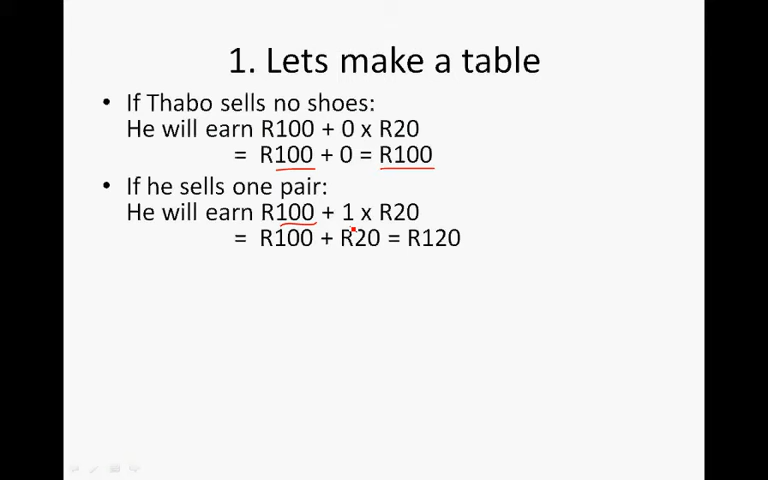 1. Lets make a table
• If Thabo sells no shoes:
He will earn R100 + 0 x R20
= R100 + 0 = R100
• If he sells one pair:
He will earn R100 + 1 x R20
= R100 + R20 = R120